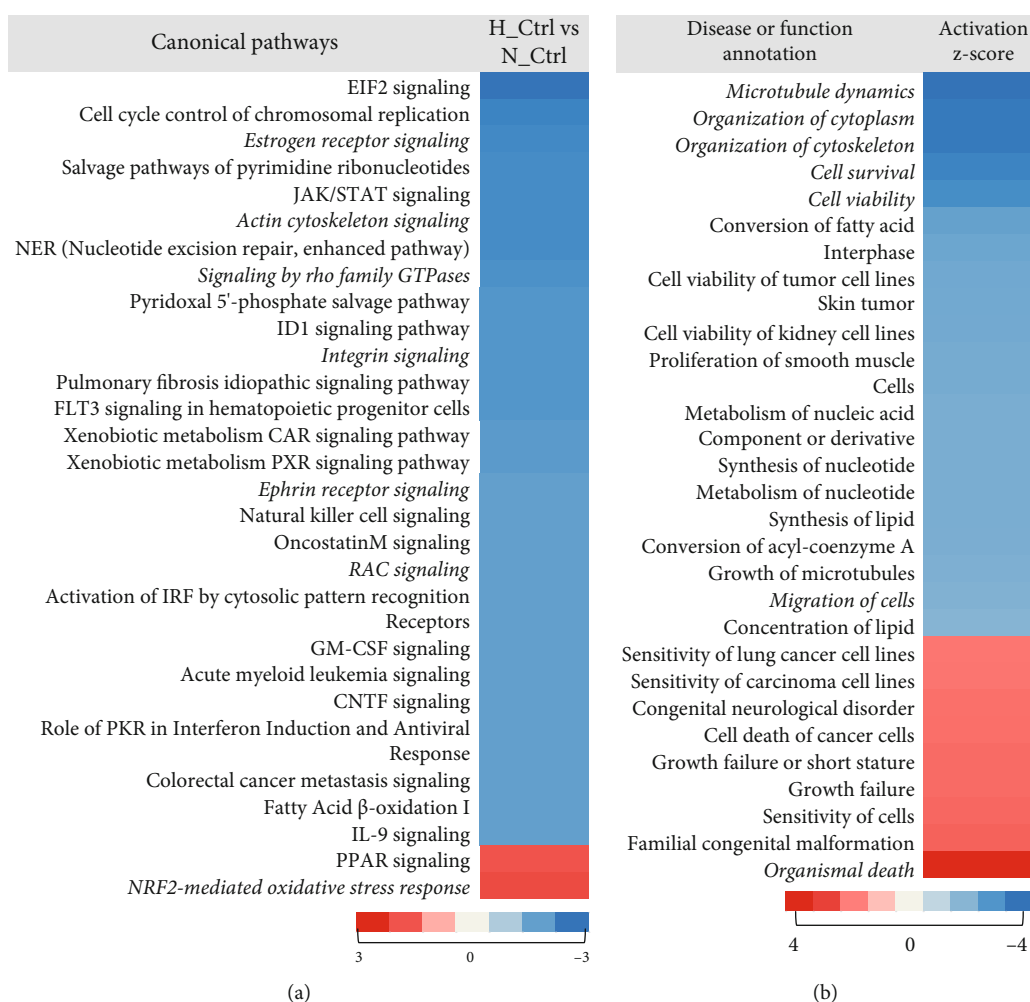 Canonical pathways
H_Ctrl vs
N_Ctrl
EIF2 signaling
Cell cycle control of chromosomal replication
Estrogen receptor signaling
Salvage pathways of pyrimidine ribonucleotides
JAK/STAT signaling
Actin cytoskeleton signaling
NER (Nucleotide excision repair, enhanced pathway)
Signaling by rho family GTPases
Pyridoxal 5'-phosphate salvage pathway
ID1 signaling pathway
Integrin signaling
Pulmonary fibrosis idiopathic signaling pathway
FLT3 signaling in hematopoietic progenitor cells
Xenobiotic metabolism CAR signaling pathway
Xenobiotic metabolism PXR signaling pathway
Ephrin receptor signaling
Natural killer cell signaling
OncostatinM signaling
RAC signaling
Activation of IRF by cytosolic pattern recognition
Receptors
GM-CSF signaling
Acute myeloid leukemia signaling
CNTF signaling
Role of PKR in Interferon Induction and Antiviral
Response
Colorectal cancer metastasis signaling
Fatty Acid β-oxidation I
IL-9 signaling
PPAR signaling
NRF2-mediated oxidative stress response
3 0 –3
(a)
Disease or function
annotation
Activation
z-score
Microtubule dynamics
Organization of cytoplasm
Organization of cytoskeleton
Cell survival
Cell viability
Conversion of fatty acid
Interphase
Cell viability of tumor cell lines
Skin tumor
Cell viability of kidney cell lines
Proliferation of smooth muscle
Cells
Metabolism of nucleic acid
Component or derivative
Synthesis of nucleotide
Metabolism of nucleotide
Synthesis of lipid
Conversion of acyl-coenzyme A
Growth of microtubules
Migration of cells
Concentration of lipid
Sensitivity of lung cancer cell lines
Sensitivity of carcinoma cell lines
Congenital neurological disorder
Cell death of cancer cells
Growth failure or short stature
Growth failure
Sensitivity of cells
Familial congenital malformation
Organismal death
4 0 –4
(b)